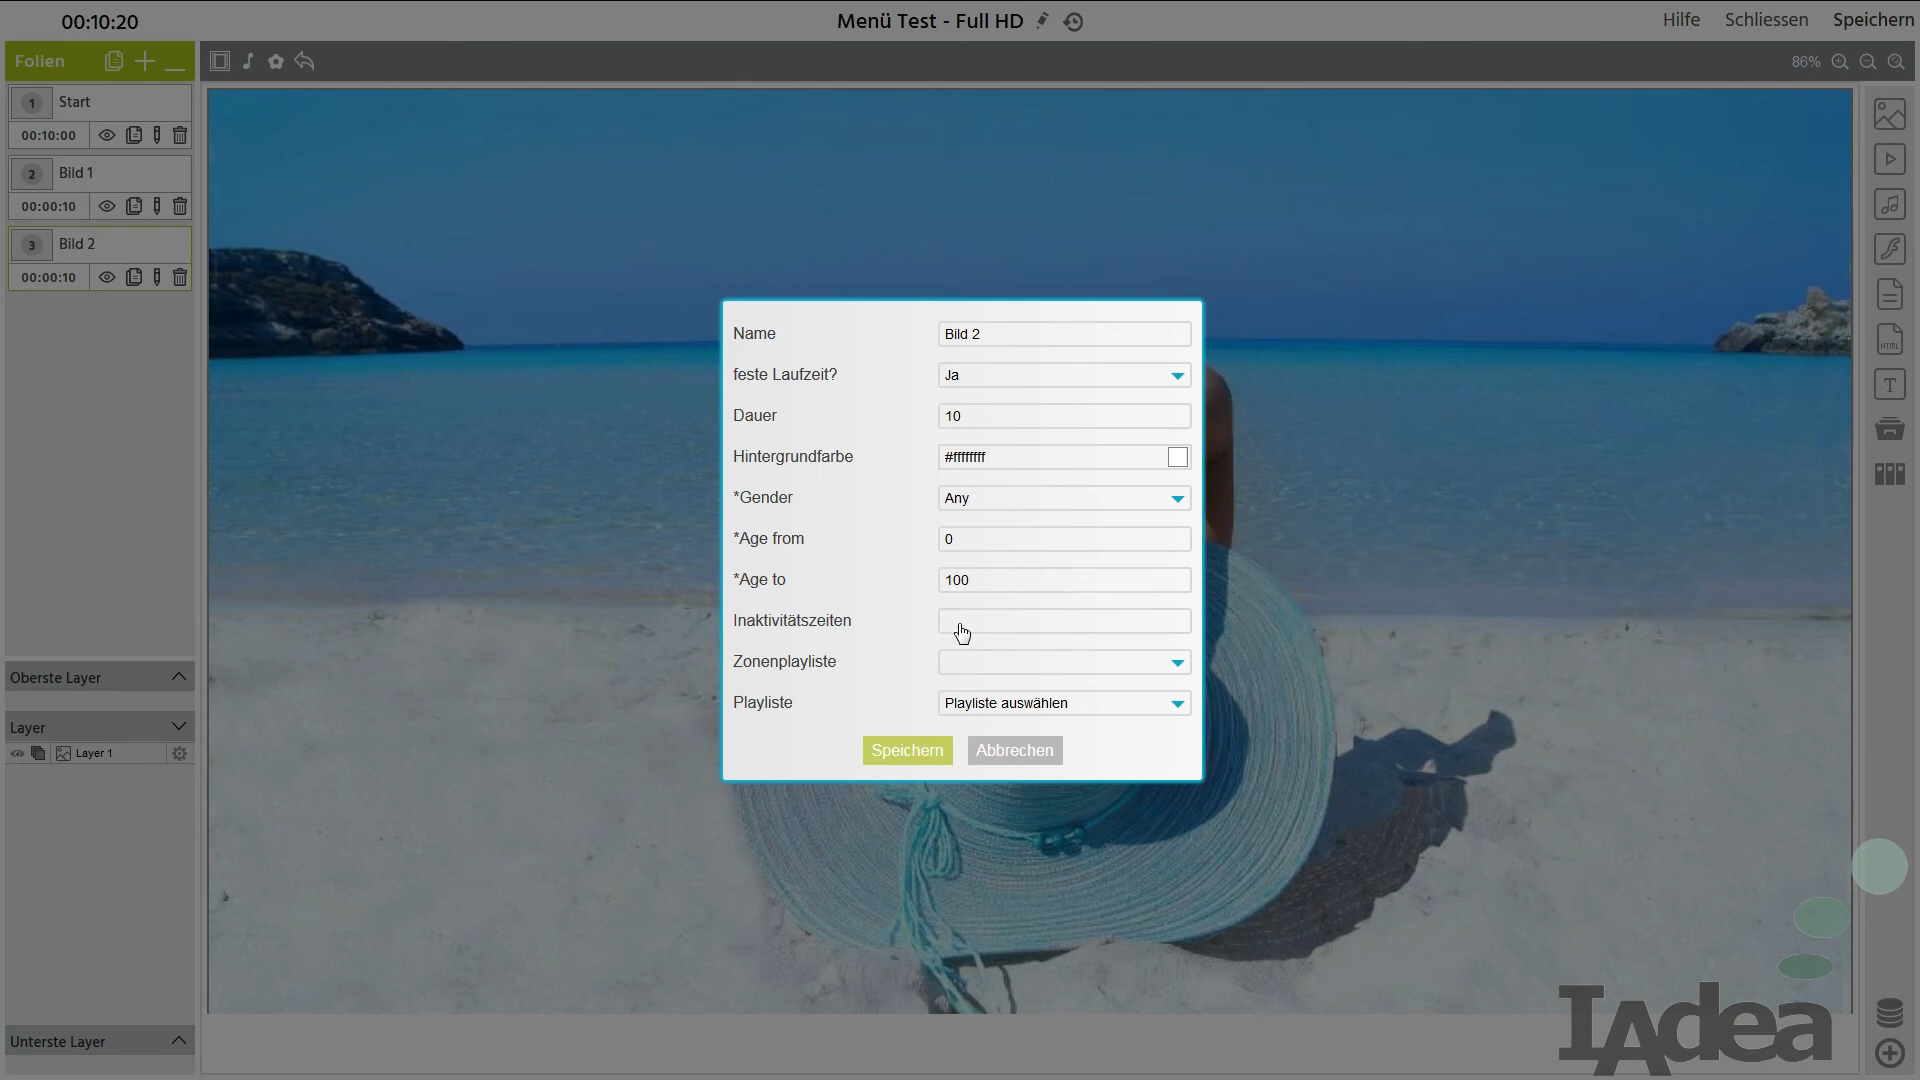 00:10:20
Menü Test - Full HD
Hilfe Schliessen Speichern
Folien
86%
1 Start
00:10:00
2 Bild 1
00:00:10
3 Bild 2
00:00:10
Name Bild 2
feste Laufzeit? Ja
Dauer 10
Hintergrundfarbe #ffffffff
*Gender Any
*Age from 0
*Age to 100
Inaktivitätszeiten
Zonenplayliste
Playliste Playliste auswählen
Speichern Abbrechen
Oberste Layer
Layer
Layer 1
Unterste Layer
HTML
T
IAdea